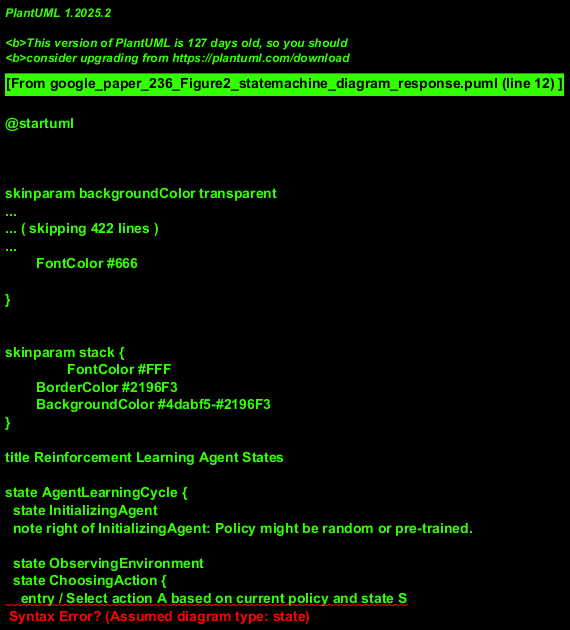 PlantUML 1.2025.2
<b>This version of PlantUML is 127 days old, so you should
<b>consider upgrading from https://plantuml.com/download
[From google_paper_236_Figure2_statemachine_diagram_response.puml (line 12) ]
@startuml
skinparam backgroundColor transparent
...
... ( skipping 422 lines )
...
FontColor #666
}
skinparam stack {
FontColor #FFF
BorderColor #2196F3
BackgroundColor #4dabf5-#2196F3
}
title Reinforcement Learning Agent States
state AgentLearningCycle {
state InitializingAgent
note right of InitializingAgent: Policy might be random or pre-trained.
state ObservingEnvironment
state ChoosingAction {
entry / Select action A based on current policy and state S
Syntax Error? (Assumed diagram type: state)